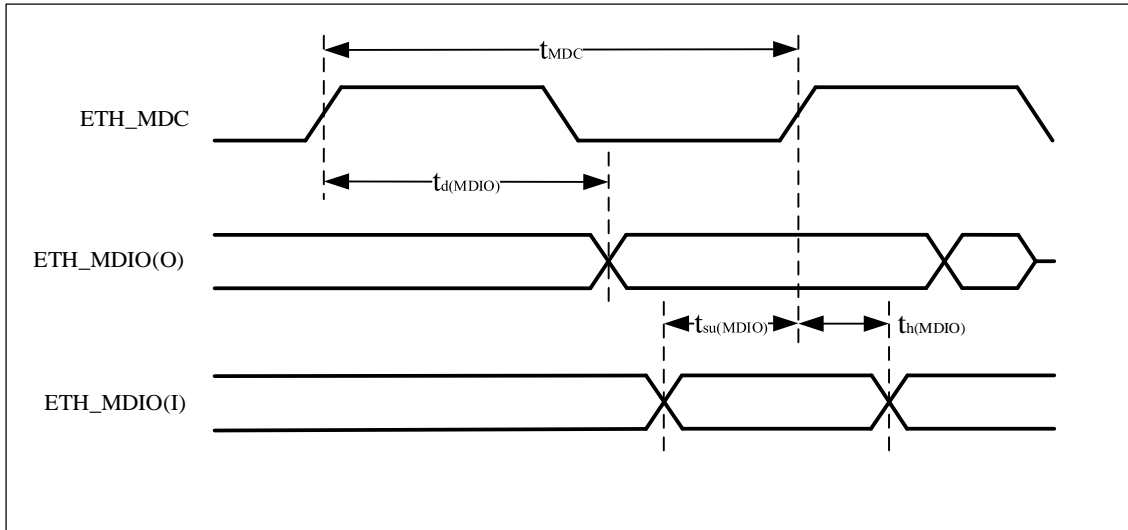 tMDC
ETH_MDC
td(MDIO)
ETH_MDIO(O)
tsu(MDIO) th(MDIO)
ETH_MDIO(I)